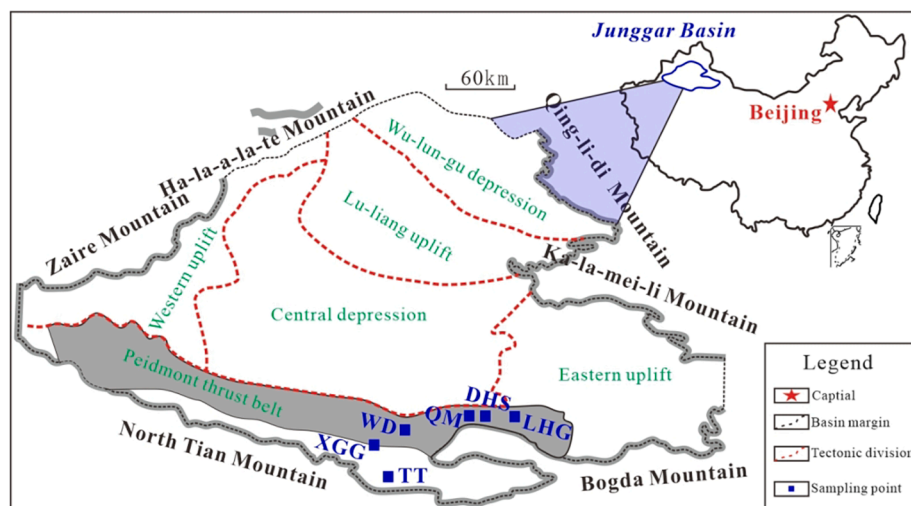 Junggar Basin
60km
Beijing
Qing-li-di Mountain
Ha-la-a-la-te Mountain
Wu-lun-gu depression
Zaire Mountain
Lu-liang uplift
Ka-la-mei-li Mountain
Western uplift
Central depression
Eastern uplift
Peidmont thrust belt
DHS
QM
WD
LHG
XGG
TT
North Tian Mountain
Bogda Mountain
Legend
Captial
Basin margin
Tectonic division
Sampling point